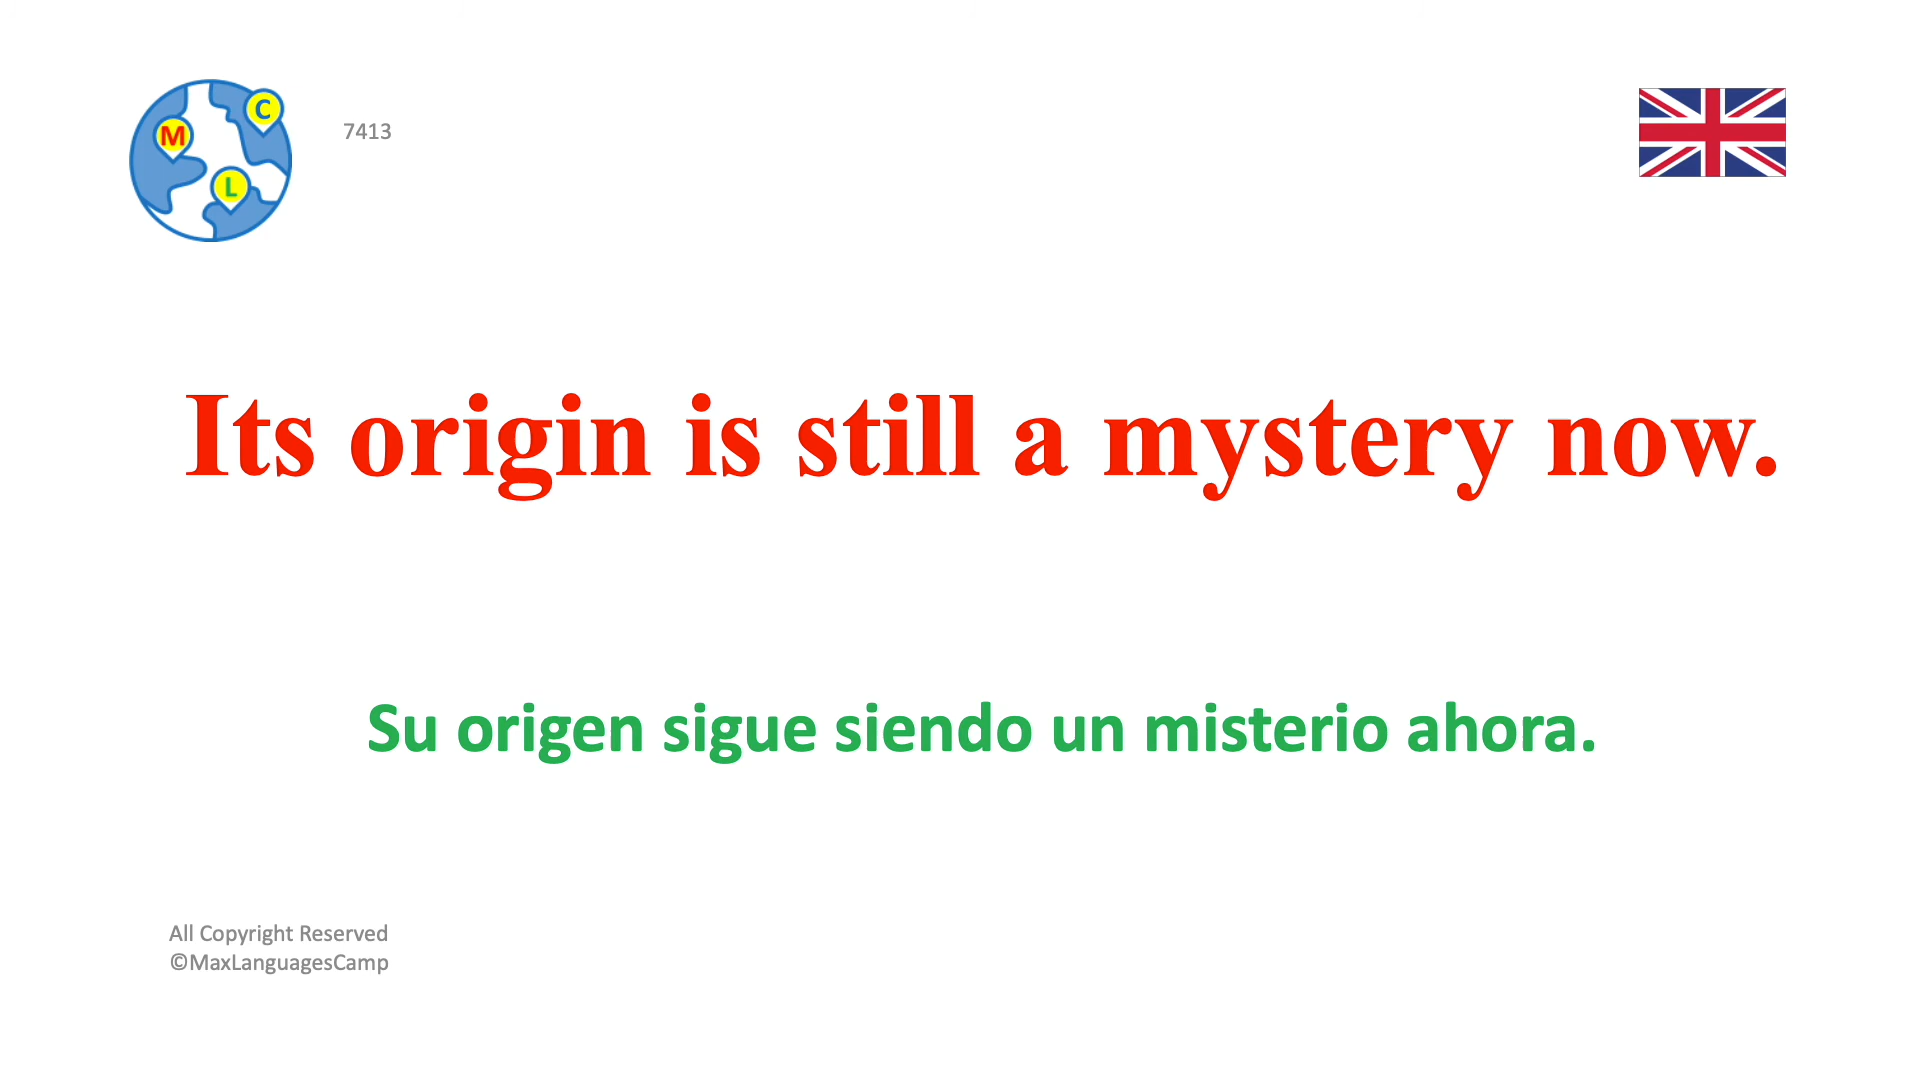 M
C
L
7413
Its origin is still a mystery now.
Su origen sigue siendo un misterio ahora.
All Copyright Reserved
©MaxLanguagesCamp